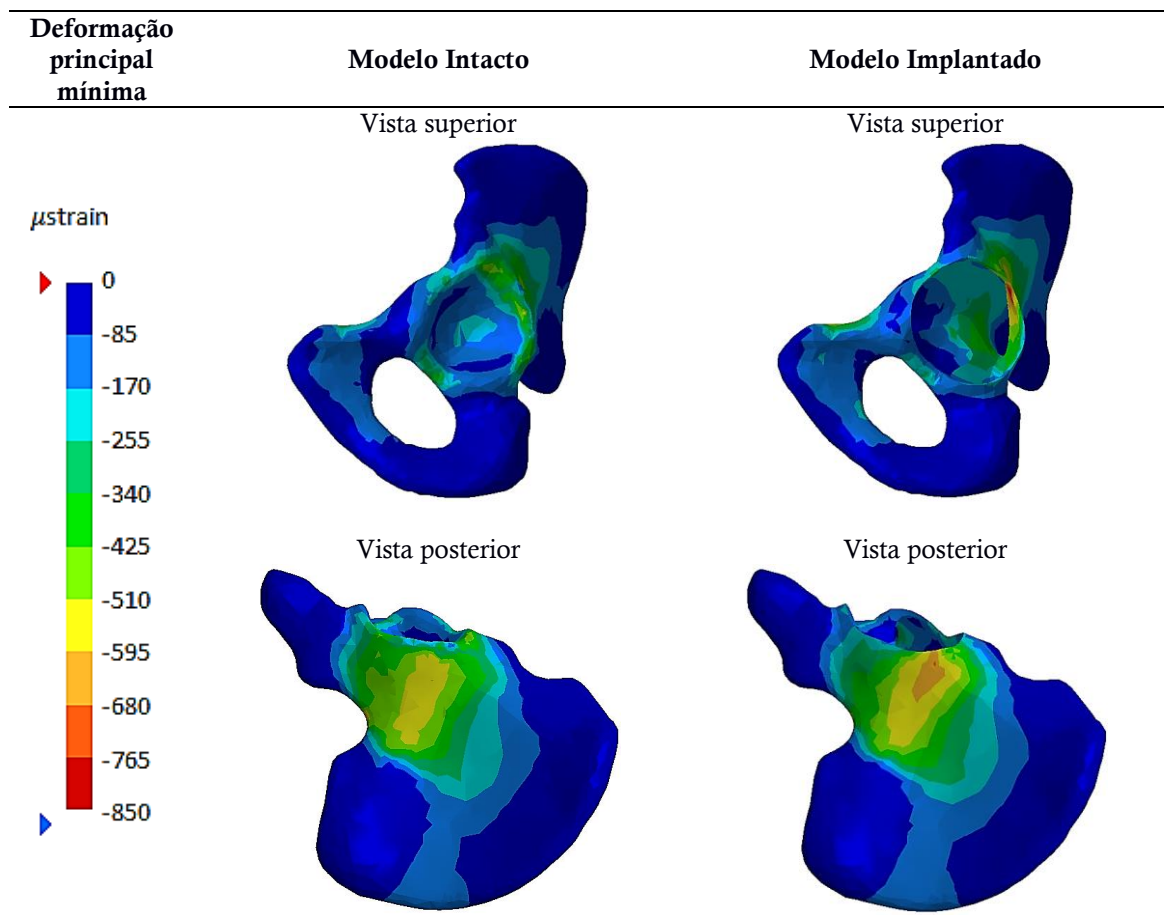 Deformação
principal
mínima
Modelo Intacto
Modelo Implantado
Vista superior
Vista superior
μstrain
0
-85
-170
-255
-340
-425
-510
-595
-680
-765
-850
Vista posterior
Vista posterior